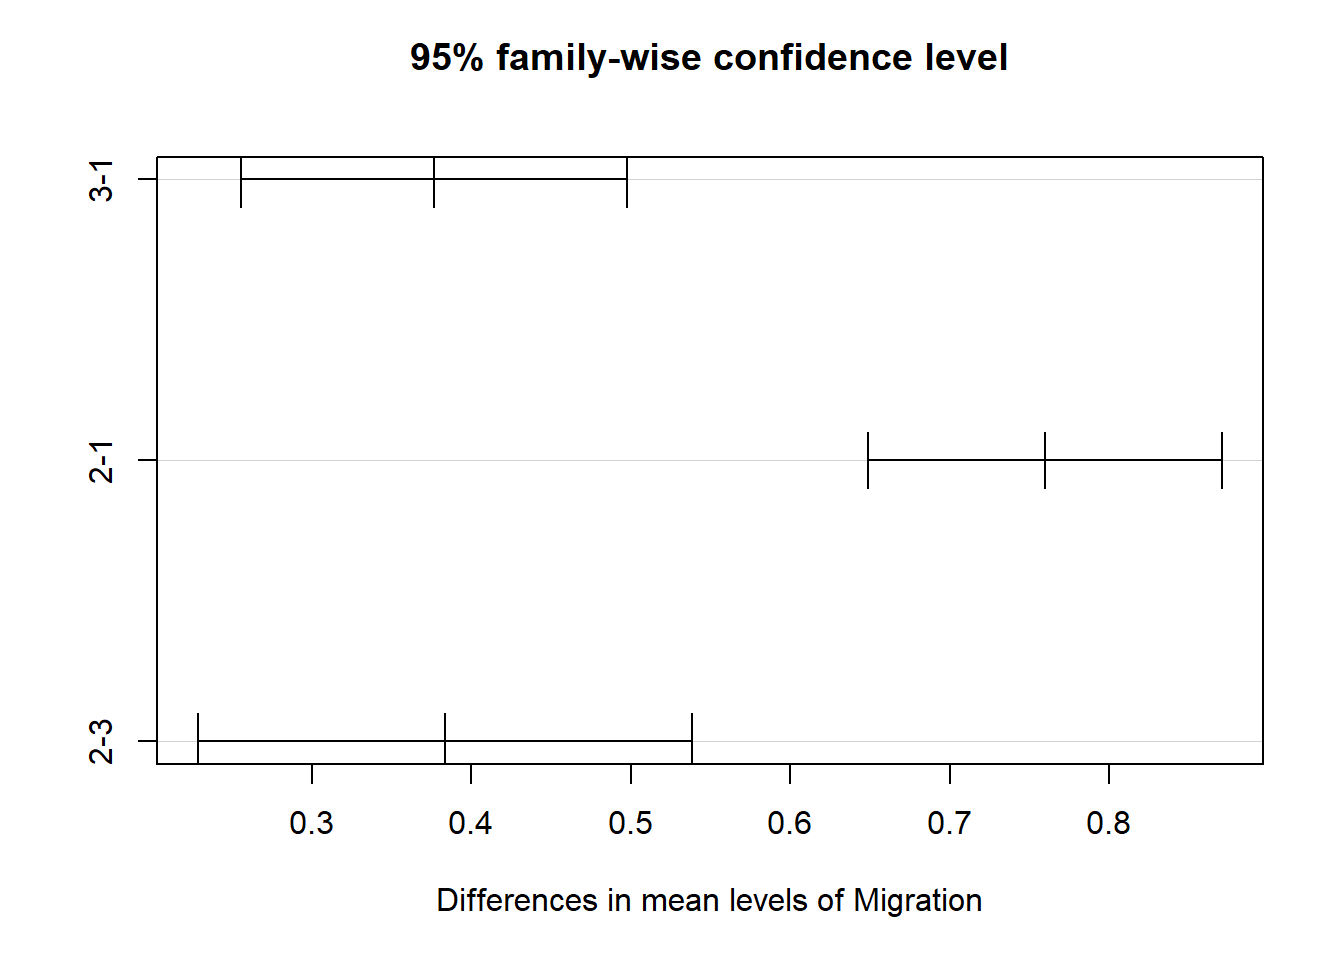 95% family-wise confidence level
3-1
2-1
2-3
0.3 0.4 0.5 0.6 0.7 0.8
Differences in mean levels of Migration